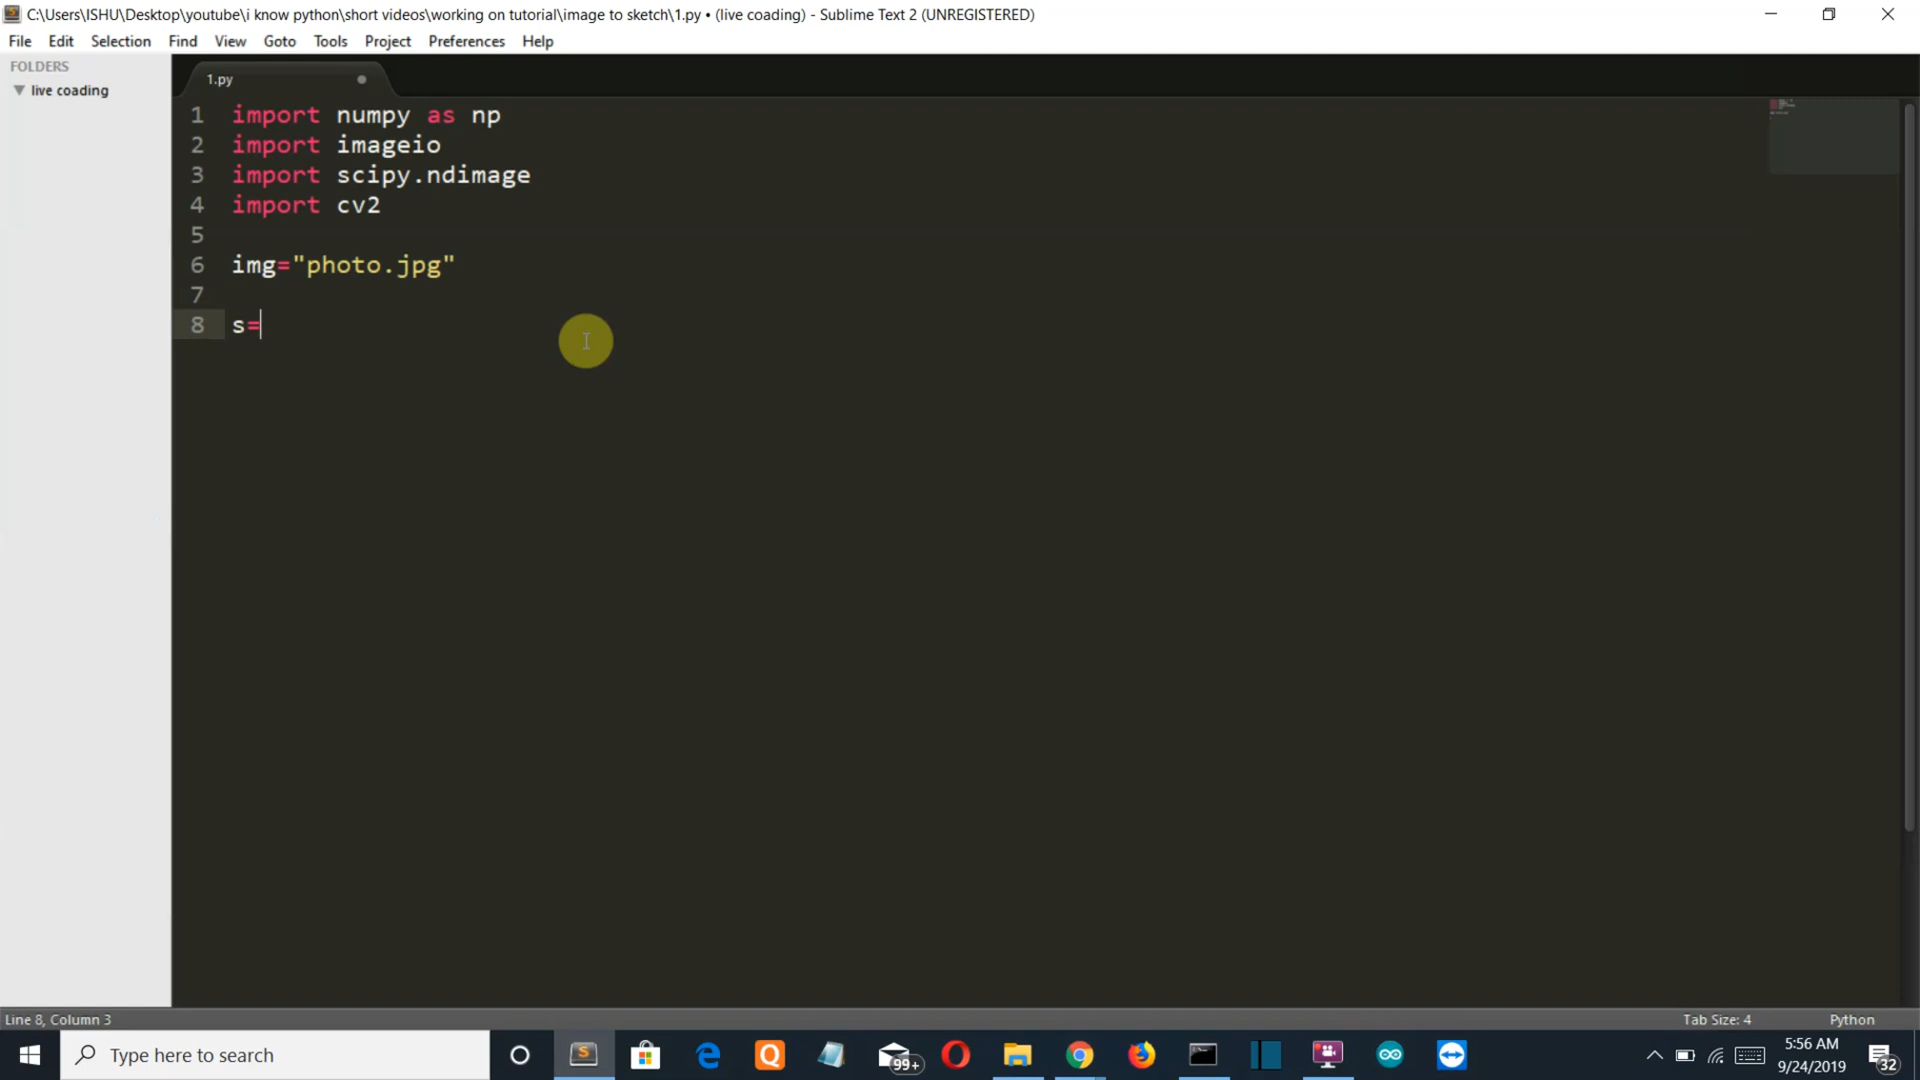 C:\Users\ISHU\Desktop\youtube\i know python\short videos\working on tutorial\image to sketch\1.py • (live coading) - Sublime Text 2 (UNREGISTERED)
File Edit Selection Find View Goto Tools Project Preferences Help
FOLDERS
live coading
1.py
1 import numpy as np
2 import imageio
3 import scipy.ndimage
4 import cv2
5
6 img="photo.jpg"
7
8 s=
Line 8, Column 3
Tab Size: 4
Python
Type here to search
99+
5:56 AM
9/24/2019
32